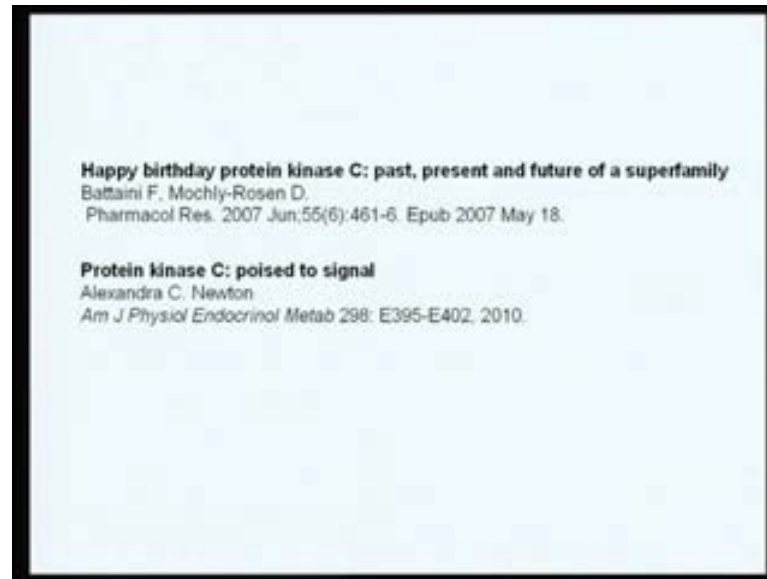 Happy birthday protein kinase C: past, present and future of a superfamily
Battaini F, Mochly-Rosen D.
Pharmacol Res. 2007 Jun;55(6):461-6. Epub 2007 May 18.
Protein kinase C: poised to signal
Alexandra C. Newton
Am J Physiol Endocrinol Metab 298: E395-E402, 2010.